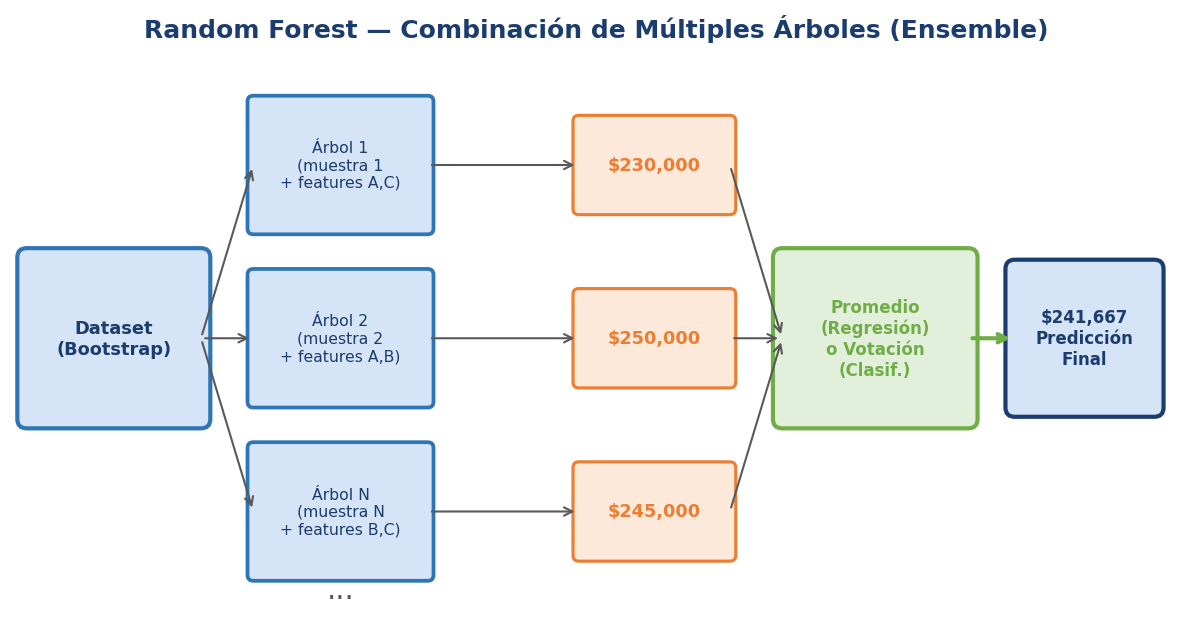 Random Forest — Combinación de Múltiples Árboles (Ensemble)
Dataset
(Bootstrap)
Árbol 1
(muestra 1
+ features A,C)
$230,000
Árbol 2
(muestra 2
+ features A,B)
$250,000
Árbol N
(muestra N
+ features B,C)
$245,000
...
Promedio
(Regresión)
o Votación
(Clasif.)
$241,667
Predicción
Final